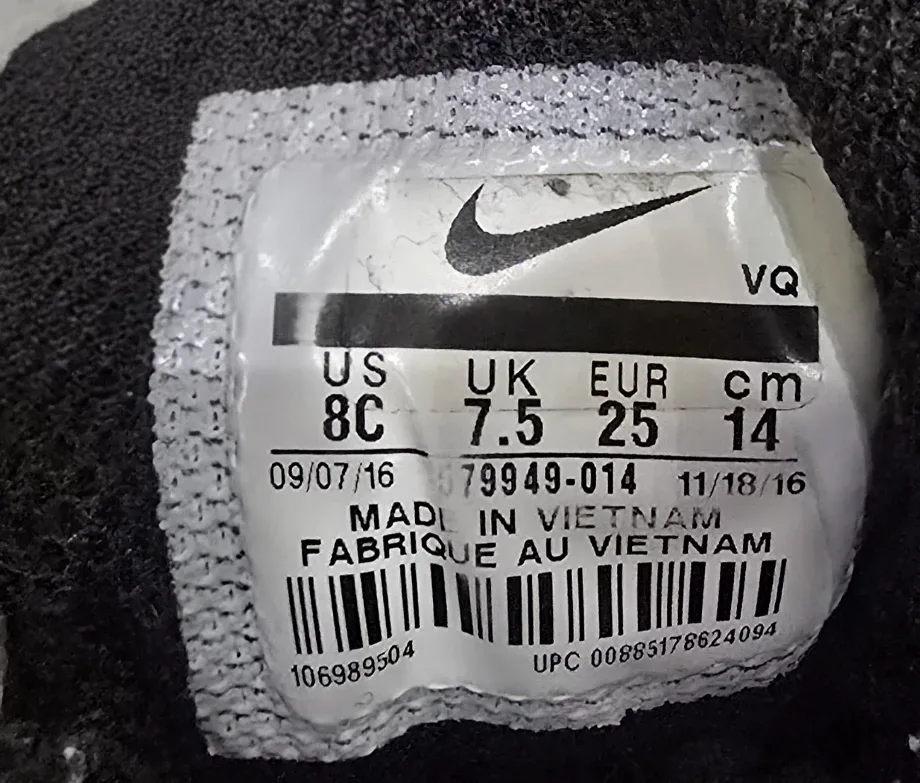 VQ
US UK EUR cm
8C 7.5 25 14
09/07/16 579949-014 11/18/16
MADE IN VIETNAM
FABRIQUE AU VIETNAM
106989504
UPC 00885178624094